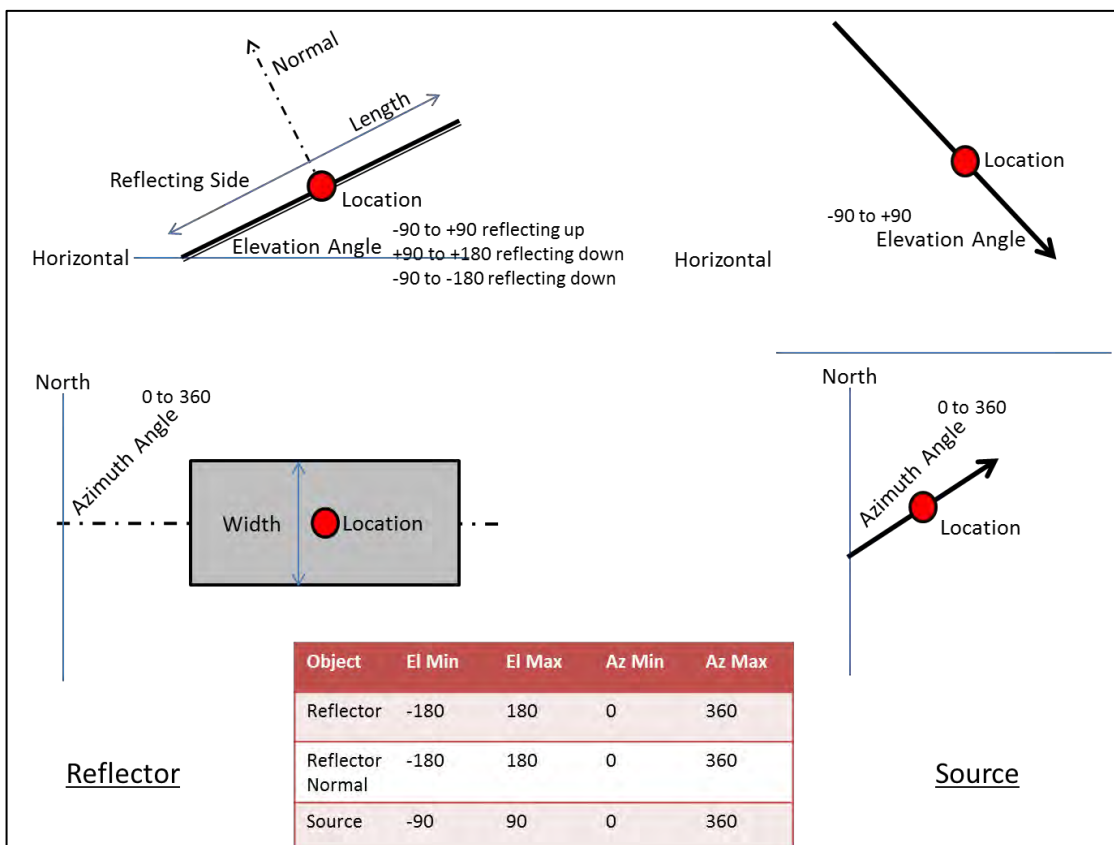 Normal
Length
Reflecting Side
Location
Elevation Angle
-90 to +90 reflecting up
+90 to +180 reflecting down
-90 to -180 reflecting down
Horizontal
Location
-90 to +90
Elevation Angle
Horizontal
North
0 to 360
Azimuth Angle
Width
Location
North
0 to 360
Azimuth Angle
Location
Object El Min El Max Az Min Az Max
Reflector -180 180 0 360
Reflector -180 180 0 360
Normal
Source -90 90 0 360
Reflector
Source